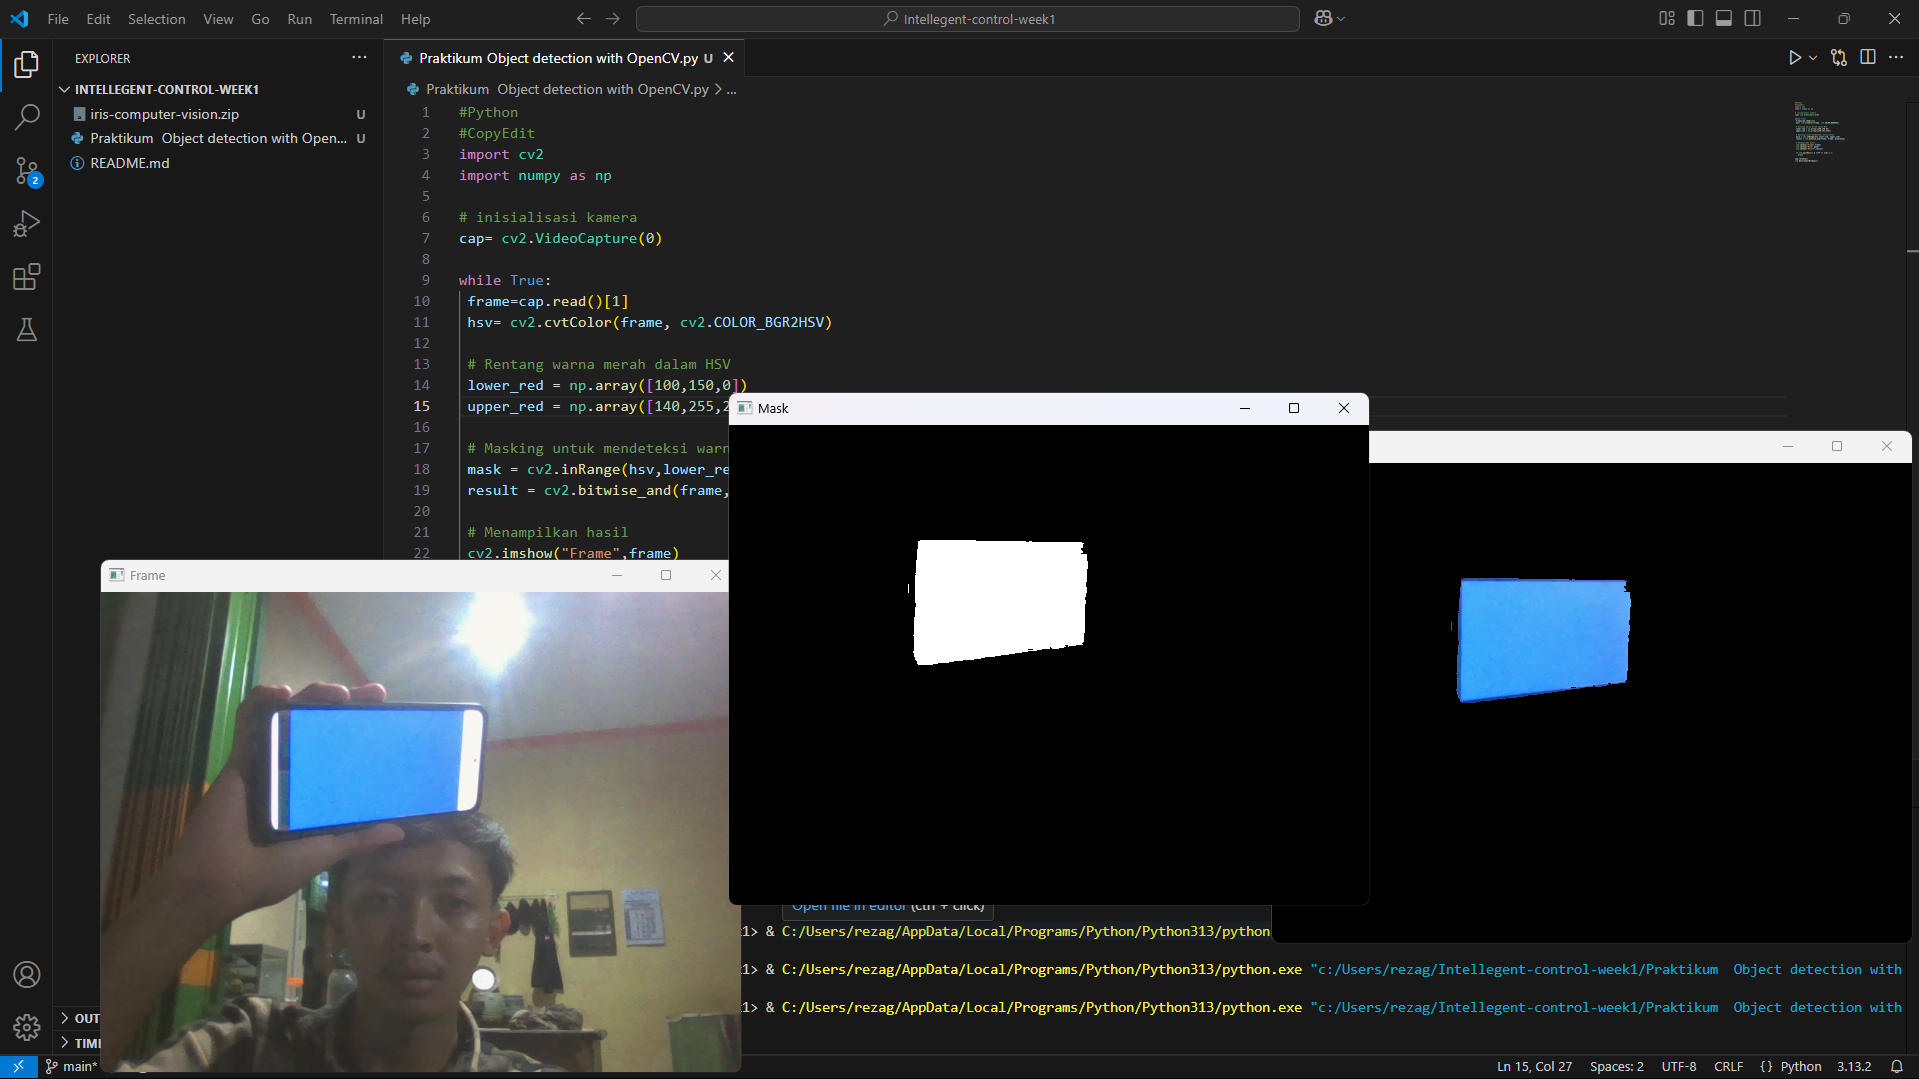 File Edit Selection View Go Run Terminal Help
Intellegent-control-week1
EXPLORER
INTELLEGENT-CONTROL-WEEK1
iris-computer-vision.zip U
Praktikum Object detection with Open... U
README.md
2
Praktikum Object detection with OpenCV.py U
Praktikum Object detection with OpenCV.py > ...
1 #Python
2 #CopyEdit
3 import cv2
4 import numpy as np
5
6 # inisialisasi kamera
7 cap= cv2.VideoCapture(0)
8
9 while True:
10 frame=cap.read()[1]
11 hsv= cv2.cvtColor(frame, cv2.COLOR_BGR2HSV)
12
13 # Rentang warna merah dalam HSV
14 lower_red = np.array([100,150,0])
15 upper_red = np.array([140,255,2
16
17 # Masking untuk mendeteksi warn
18 mask = cv2.inRange(hsv,lower_re
19 result = cv2.bitwise_and(frame,
20
21 # Menampilkan hasil
22 cv2.imshow("Frame",frame)
Mask
Frame
Open file in editor (ctrl + click)
1> & C:/Users/rezag/AppData/Local/Programs/Python/Python313/python
1> & C:/Users/rezag/AppData/Local/Programs/Python/Python313/python.exe "c:/Users/rezag/Intellegent-control-week1/Praktikum Object detection with
1> & C:/Users/rezag/AppData/Local/Programs/Python/Python313/python.exe "c:/Users/rezag/Intellegent-control-week1/Praktikum Object detection with
OUT
TIME
main*
Ln 15, Col 27 Spaces: 2 UTF-8 CRLF {} Python 3.13.2